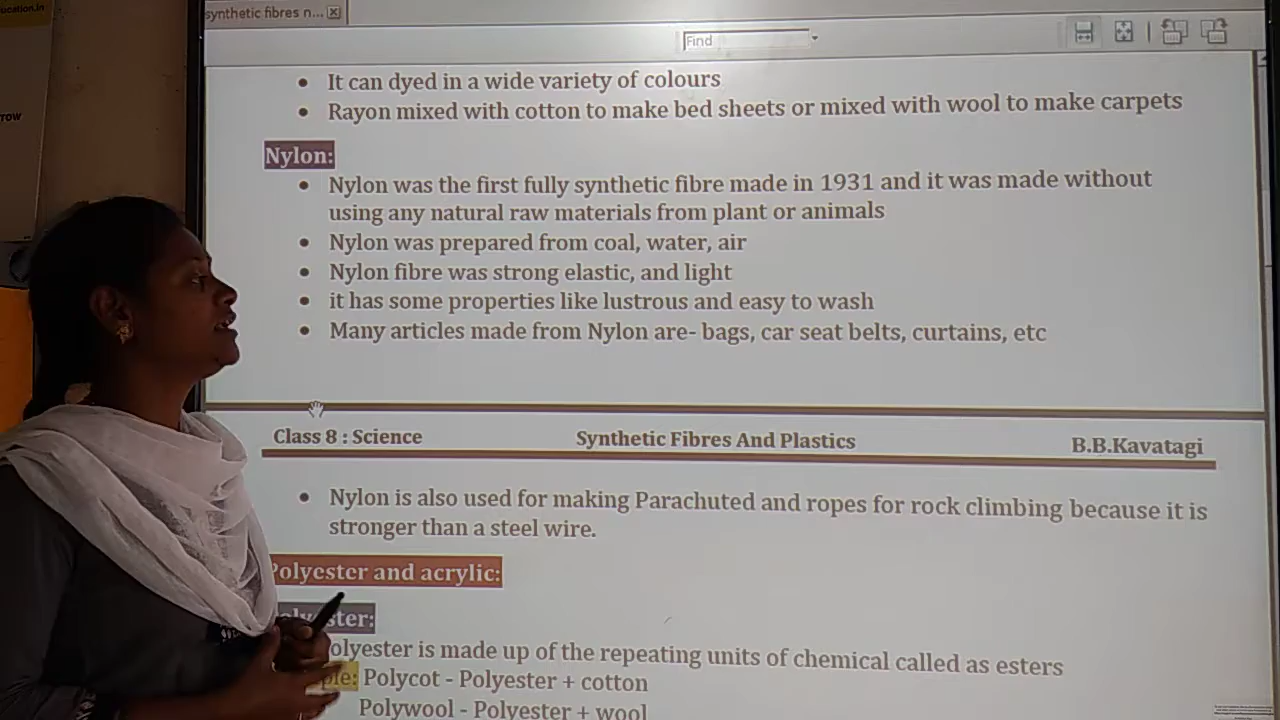 ucation.in
row
synthetic fibres n...
Find
It can dyed in a wide variety of colours
Rayon mixed with cotton to make bed sheets or mixed with wool to make carpets
Nylon:
Nylon was the first fully synthetic fibre made in 1931 and it was made without
using any natural raw materials from plant or animals
Nylon was prepared from coal, water, air
Nylon fibre was strong elastic, and light
it has some properties like lustrous and easy to wash
Many articles made from Nylon are- bags, car seat belts, curtains, etc
Class 8 : Science Synthetic Fibres And Plastics B.B.Kavatagi
Nylon is also used for making Parachuted and ropes for rock climbing because it is
stronger than a steel wire.
Polyester and acrylic:
Polyester:
olyester is made up of the repeating units of chemical called as esters
ple: Polycot - Polyester + cotton
Polywool - Polyester + wool